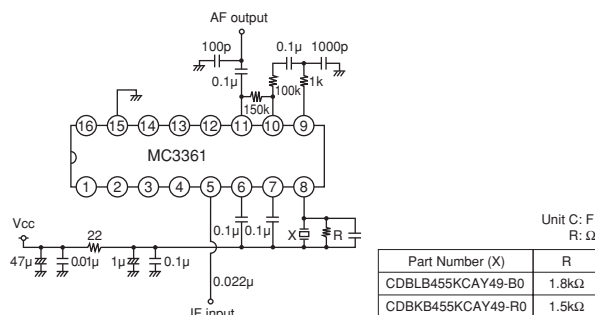 AF output
100p
0.1μ
0.1μ
1000p
100k
1k
150k
16 15 14 13 12 11 10 9
MC3361
1 2 3 4 5 6 7 8
Vcc
22
0.1μ
0.1μ
X
R
47μ
0.01μ
1μ
0.1μ
0.022μ
IF input
Unit C: F
R: Ω
Part Number (X) R
CDBLB455KCAY49-B0 1.8kΩ
CDBKB455KCAY49-R0 1.5kΩ